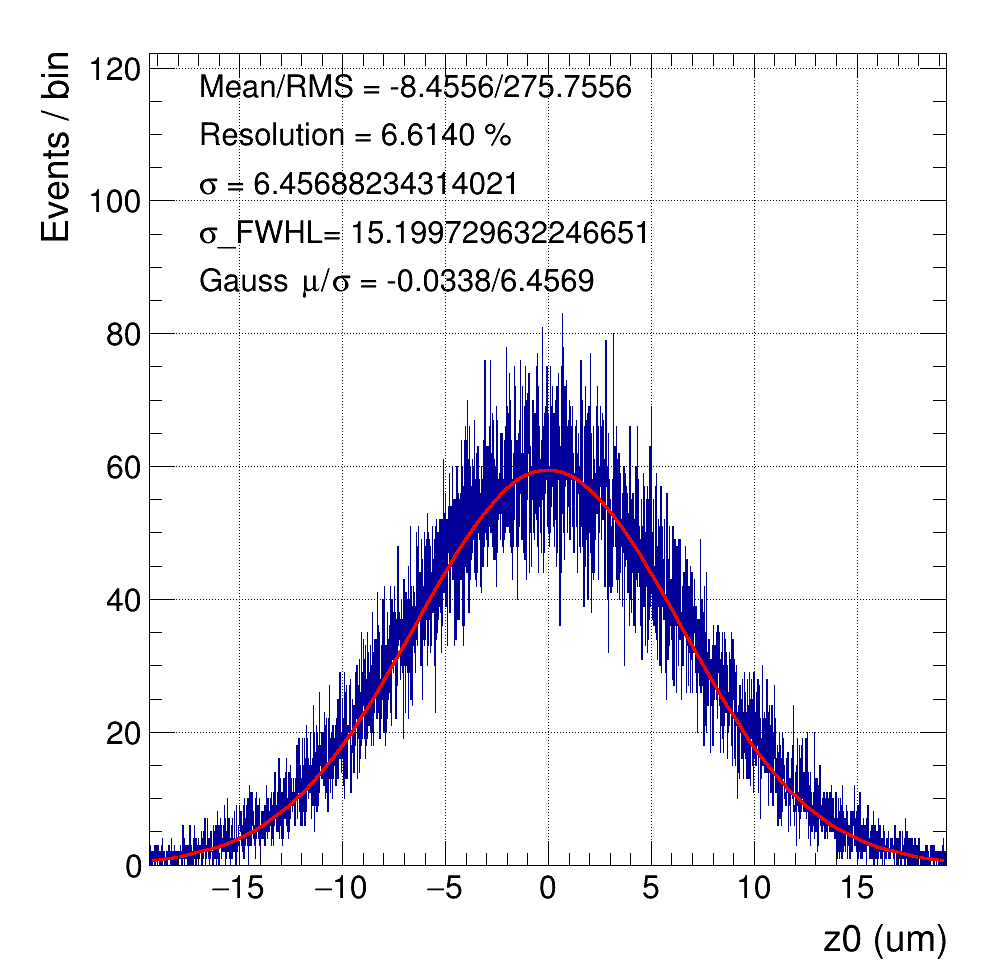 Mean/RMS = -8.4556/275.7556
Resolution = 6.6140 %
σ = 6.45688234314021
σ_FWHL= 15.199729632246651
Gauss μ/σ = -0.0338/6.4569
Events / bin
120
100
80
60
40
20
0
−15 −10 −5 0 5 10 15
z0 (um)